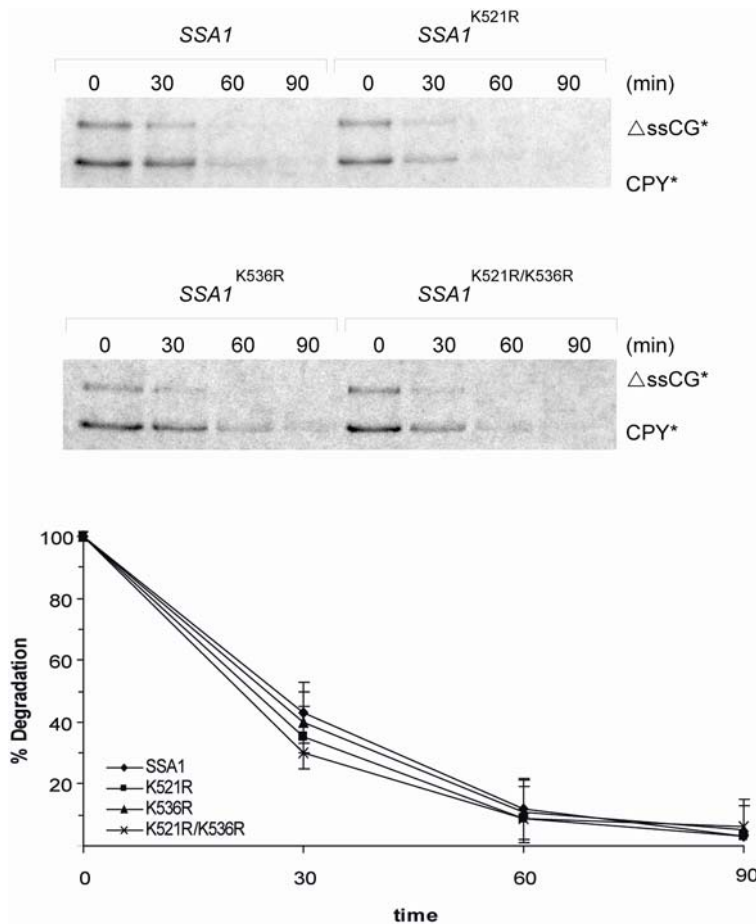 SSA1 SSA1K521R
0 30 60 90 0 30 60 90 (min)
△ssCG*
CPY*
SSA1K536R SSA1K521R/K536R
0 30 60 90 0 30 60 90 (min)
△ssCG*
CPY*
100
80
60
40
20
% Degradation
SSA1
K521R
K536R
K521R/K536R
0 30 60 90
time